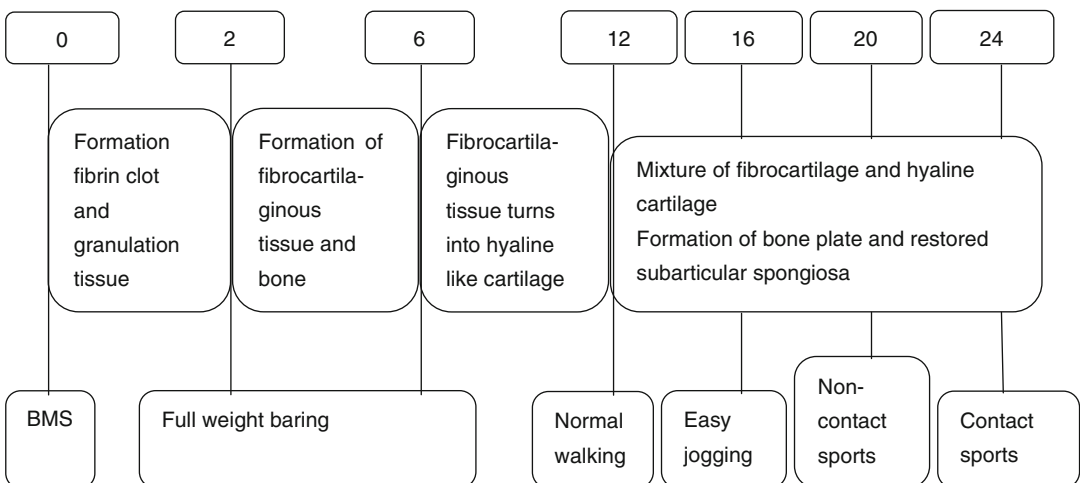 0
2
6
12
16
20
24
Formation
fibrin clot
and
granulation
tissue
Formation of
fibrocartila-
ginous
tissue and
bone
Fibrocartila-
ginous
tissue turns
into hyaline
like cartilage
Mixture of fibrocartilage and hyaline
cartilage
Formation of bone plate and restored
subarticular spongiosa
BMS
Full weight baring
Normal
walking
Easy
jogging
Non-
contact
sports
Contact
sports